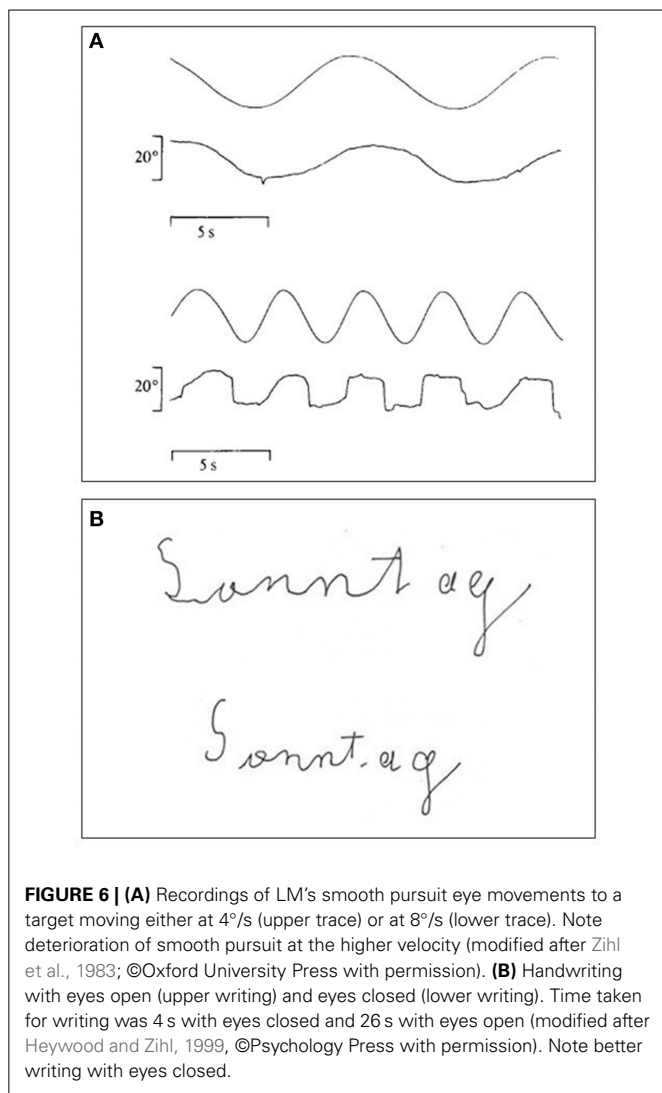 A
20°
5 s
20°
5 s
B
Sonnt ag
Sonnt.ag
FIGURE 6 | (A) Recordings of LM's smooth pursuit eye movements to a
target moving either at 4°/s (upper trace) or at 8°/s (lower trace). Note
deterioration of smooth pursuit at the higher velocity (modified after Zihl
et al., 1983; ©Oxford University Press with permission). (B) Handwriting
with eyes open (upper writing) and eyes closed (lower writing). Time taken
for writing was 4 s with eyes closed and 26 s with eyes open (modified after
Heywood and Zihl, 1999, ©Psychology Press with permission). Note better
writing with eyes closed.